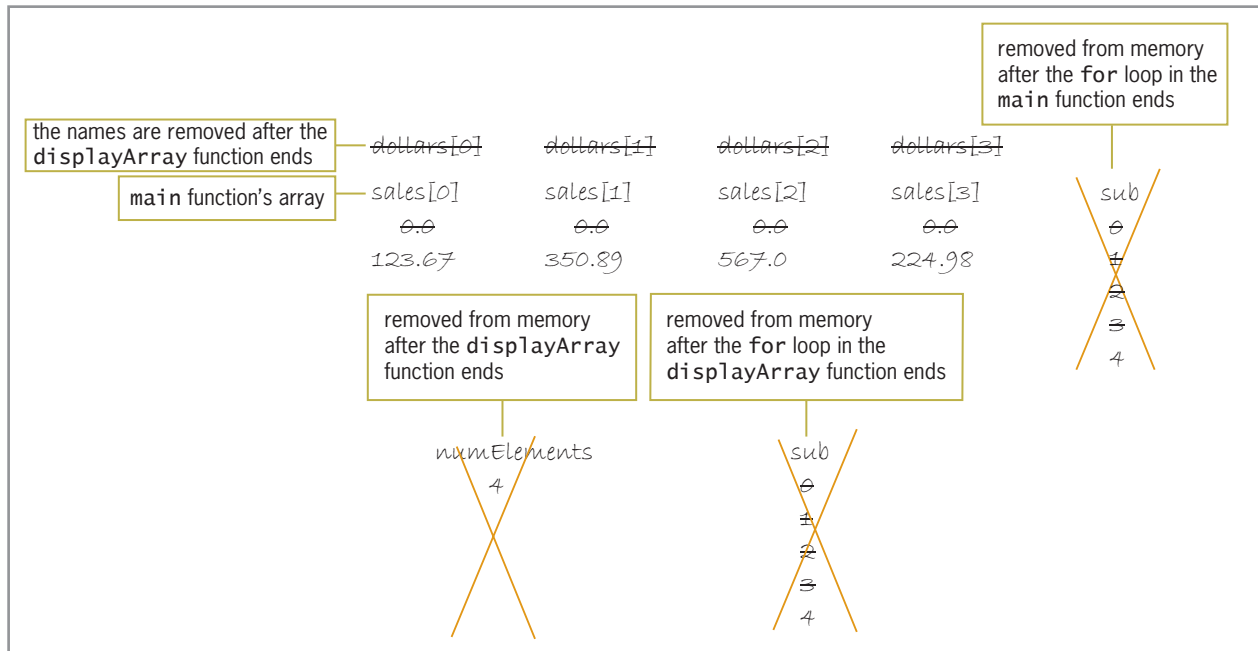 removed from memory
after the for loop in the
main function ends
the names are removed after the
displayArray function ends
dollars[0] dollars[1] dollars[2] dollars[3]
main function's array
sales[0] sales[1] sales[2] sales[3]
0.0 0.0 0.0 0.0
123.67 350.89 567.0 224.98
sub
0
1
2
3
4
removed from memory
after the displayArray
function ends
removed from memory
after the for loop in the
displayArray function ends
numElements
4
sub
0
1
2
3
4